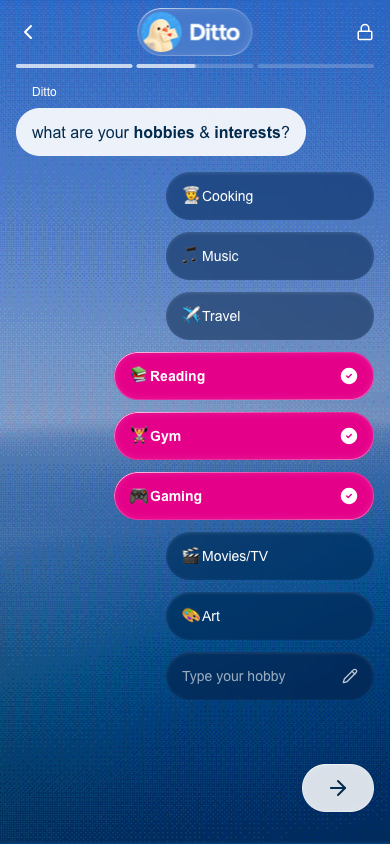 Ditto
Ditto
what are your hobbies & interests?
Cooking
Music
Travel
Reading
Gym
Gaming
Movies/TV
Art
Type your hobby